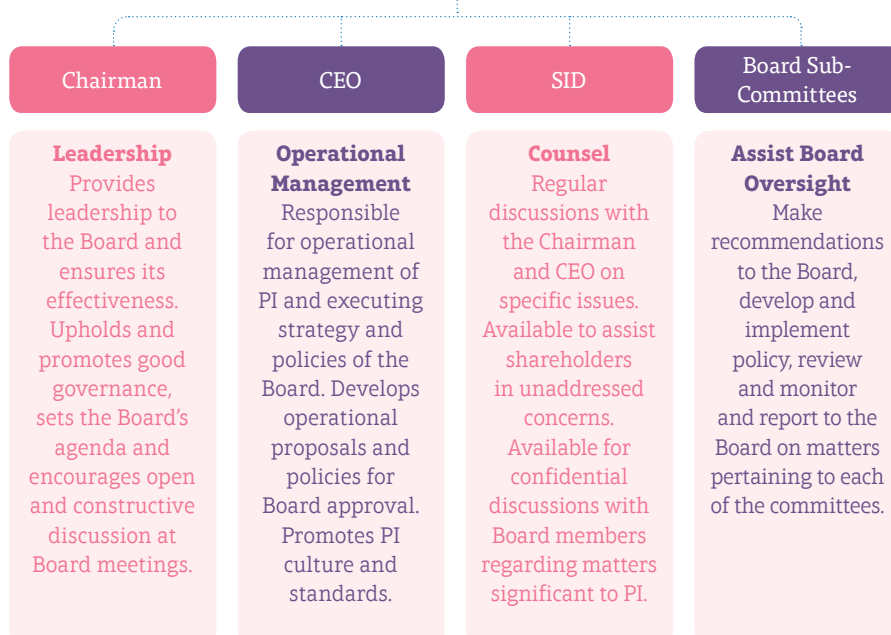 Chairman
Leadership
Provides
leadership to
the Board and
ensures its
effectiveness.
Upholds and
promotes good
governance,
sets the Board's
agenda and
encourages open
and constructive
discussion at
Board meetings.
CEO
Operational
Management
Responsible
for operational
management of
PI and executing
strategy and
policies of the
Board. Develops
operational
proposals and
policies for
Board approval.
Promotes PI
culture and
standards.
SID
Counsel
Regular
discussions with
the Chairman
and CEO on
specific issues.
Available to assist
shareholders
in unaddressed
concerns.
Available for
confidential
discussions with
Board members
regarding matters
significant to PI.
Board Sub-
Committees
Assist Board
Oversight
Make
recommendations
to the Board,
develop and
implement
policy, review
and monitor
and report to the
Board on matters
pertaining to each
of the committees.